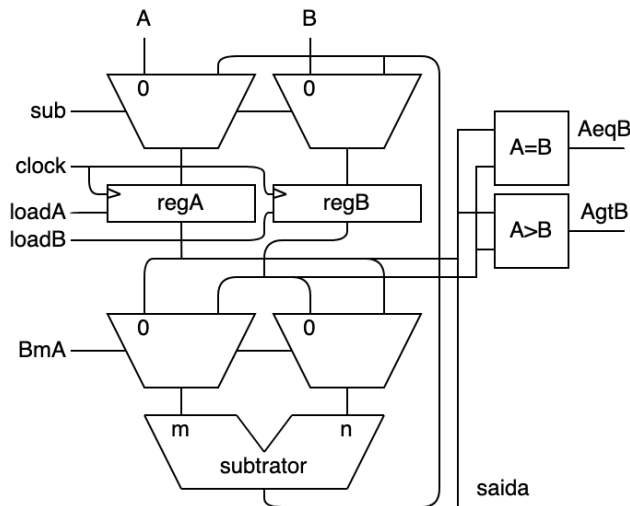 A
B
0
0
sub
clock
loadA
loadB
>
regA
>
regB
A=B
AeqB
A>B
AgtB
0
0
BmA
m
n
subtrator
saida